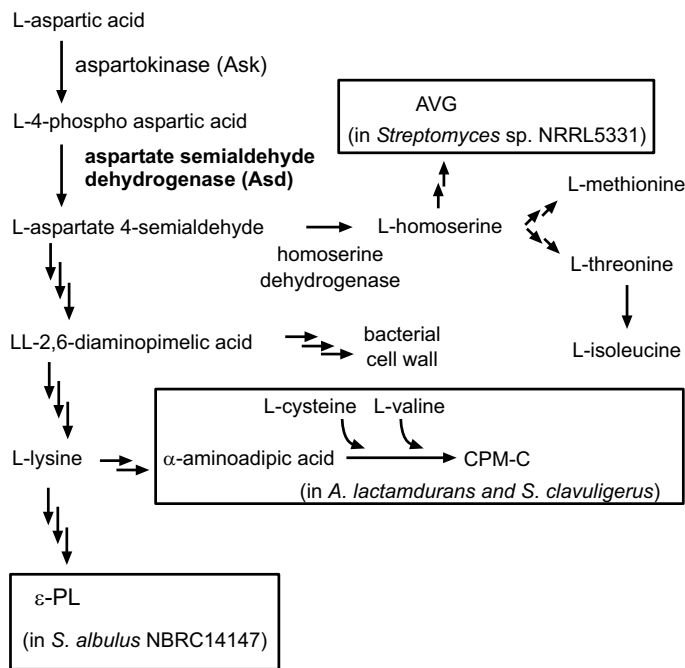 L-aspartic acid
aspartokinase (Ask)
L-4-phospho aspartic acid
aspartate semialdehyde
dehydrogenase (Asd)
AVG
(in Streptomyces sp. NRRL5331)
L-methionine
L-aspartate 4-semialdehyde
homoserine
dehydrogenase
L-homoserine
L-threonine
L-isoleucine
LL-2,6-diaminopimelic acid
bacterial
cell wall
L-cysteine L-valine
L-lysine
α-aminoadipic acid
CPM-C
(in A. lactamdurans and S. clavuligerus)
ε-PL
(in S. albulus NBRC14147)